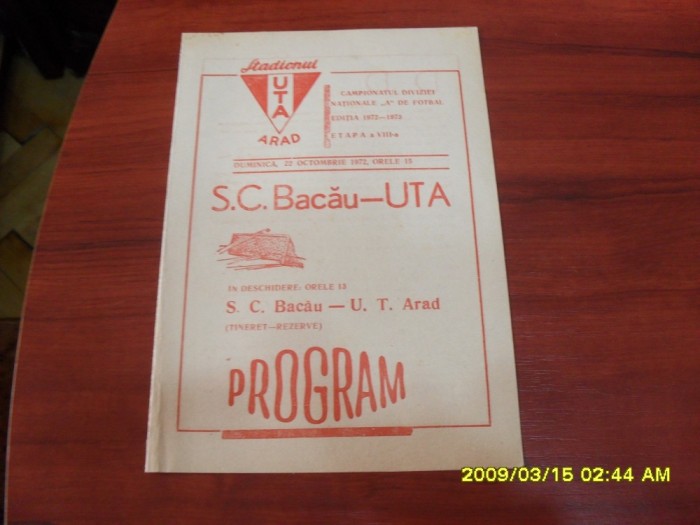 Stadionul
UTA
ARAD
CAMPIONATUL DIVIZIEI
NAȚIONALE „A" DE FOTBAL
EDIȚIA 1972—1973
ETAPA a VIII-a
DUMINICA, 22 OCTOMBRIE 1972, ORELE 15
S.C. Bacău—UTA
ÎN DESCHIDERE: ORELE 13
S. C. Bacău — U. T. Arad
(TINERET—REZERVE)
PROGRAM
2009/03/15 02:44 AM